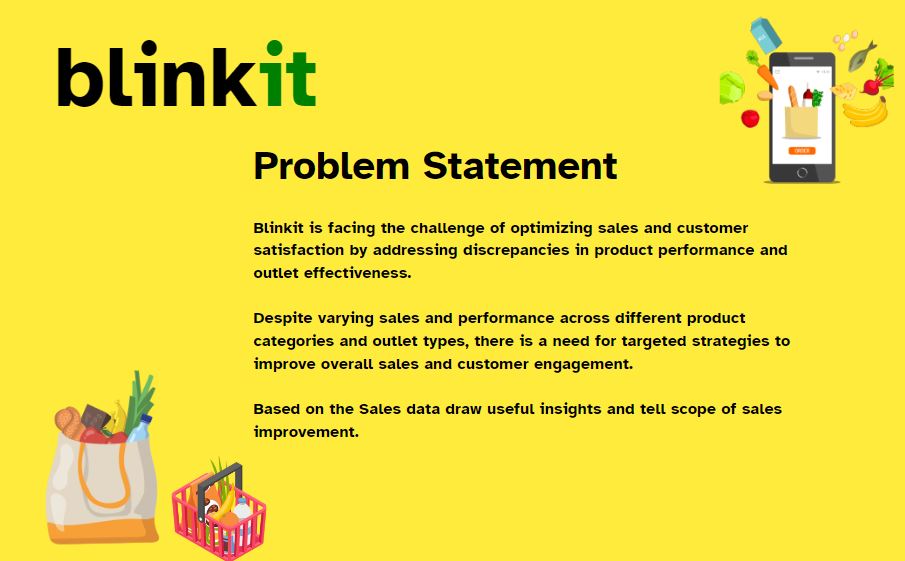 blinkit
Problem Statement
Blinkit is facing the challenge of optimizing sales and customer
satisfaction by addressing discrepancies in product performance and
outlet effectiveness.
Despite varying sales and performance across different product
categories and outlet types, there is a need for targeted strategies to
improve overall sales and customer engagement.
Based on the Sales data draw useful insights and tell scope of sales
improvement.